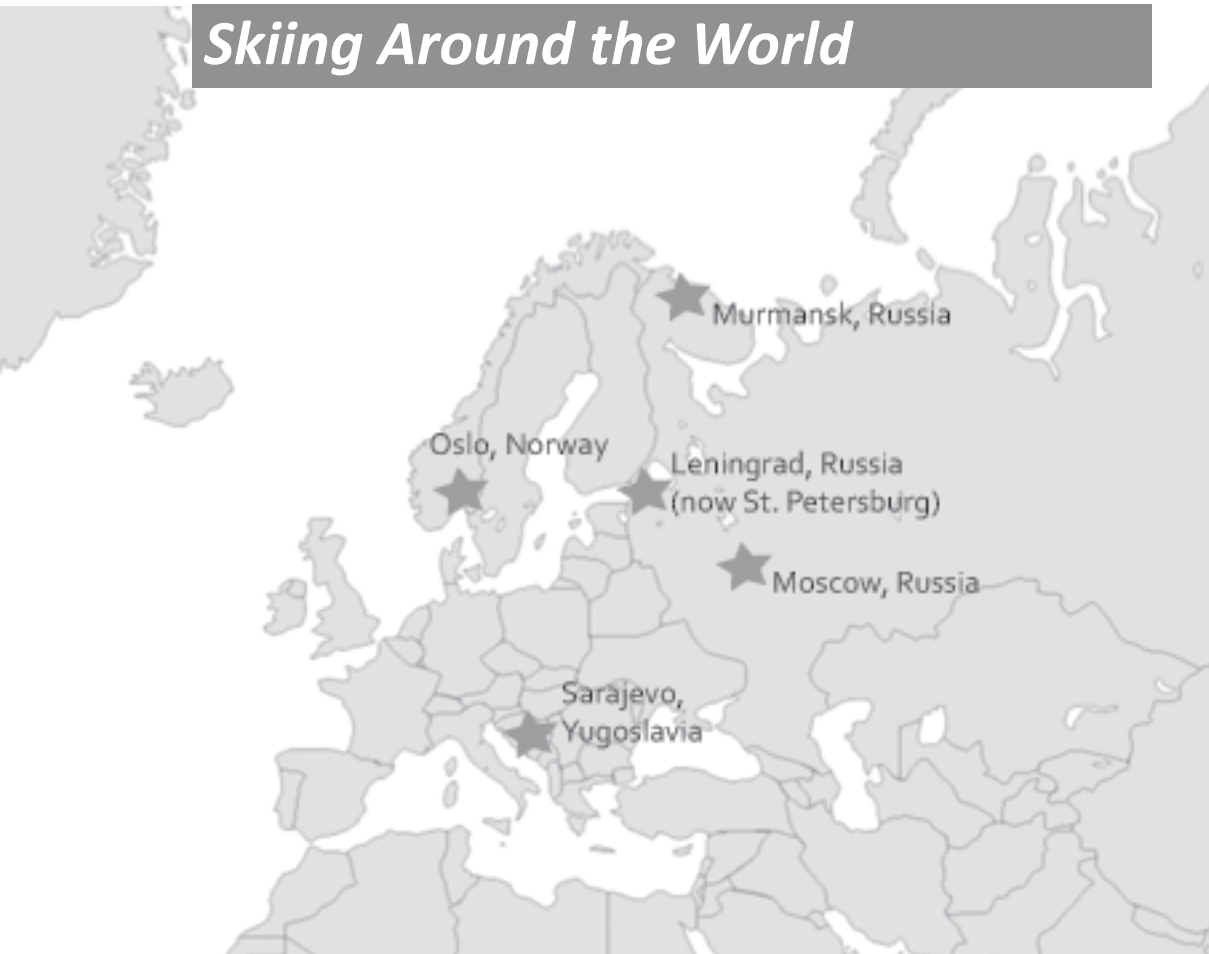 Skiing Around the World
Murmansk, Russia
Oslo, Norway
Leningrad, Russia
(now St. Petersburg)
Moscow, Russia
Sarajevo,
Yugoslavia